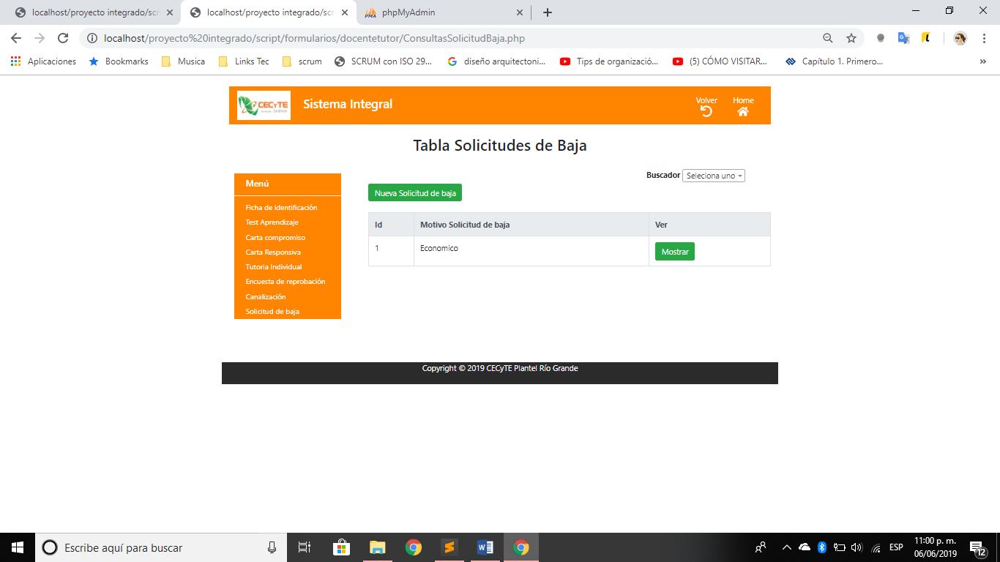 localhost/proyecto integrado/scr
localhost/proyecto integrado/scr
phpMyAdmin
localhost/proyecto%20integrado/script/formularios/docentetutor/ConsultasSolicitudBaja.php
Aplicaciones Bookmarks Musica Links Tec scrum SCRUM con ISO 29... diseño arquitectoni... Tips de organizació... (5) CÓMO VISITAR... Capítulo 1. Primero... »
CECyTE Sistema Integral Volver Home
Tabla Solicitudes de Baja
Buscador Seleciona uno
Menú
Ficha de identificación
Test Aprendizaje
Carta compromiso
Carta Responsiva
Tutoria Individual
Encuesta de reprobación
Canalización
Solicitud de baja
Nueva Solicitud de baja
Id Motivo Solicitud de baja Ver
1 Economico Mostrar
Copyright © 2019 CECyTE Plantel Río Grande
Escribe aquí para buscar
ESP
11:00 p. m.
06/06/2019
12